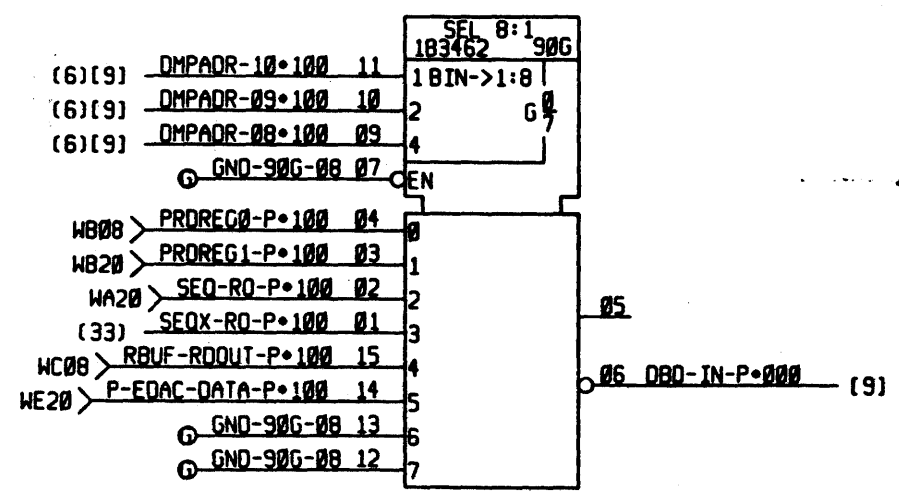 SEL 8:1
183462 90G
(6)[9] DMPADR-10•100 11 1 BIN->1:8
(6)[9] DMPADR-09•100 10 2 G 0/7
(6)[9] DMPADR-08•100 09 4
G GND-90G-08 07 EN
WB08 PRDREG0-P•100 04 0
WB20 PRDREG1-P•100 03 1
WA20 SEQ-RO-P•100 02 2
05
(33) SEQX-RO-P•100 01 3
WC08 RBUF-RDOUT-P•100 15 4
06 DBD-IN-P•000 [9]
WE20 P-EDAC-DATA-P•100 14 5
G GND-90G-08 13 6
G GND-90G-08 12 7